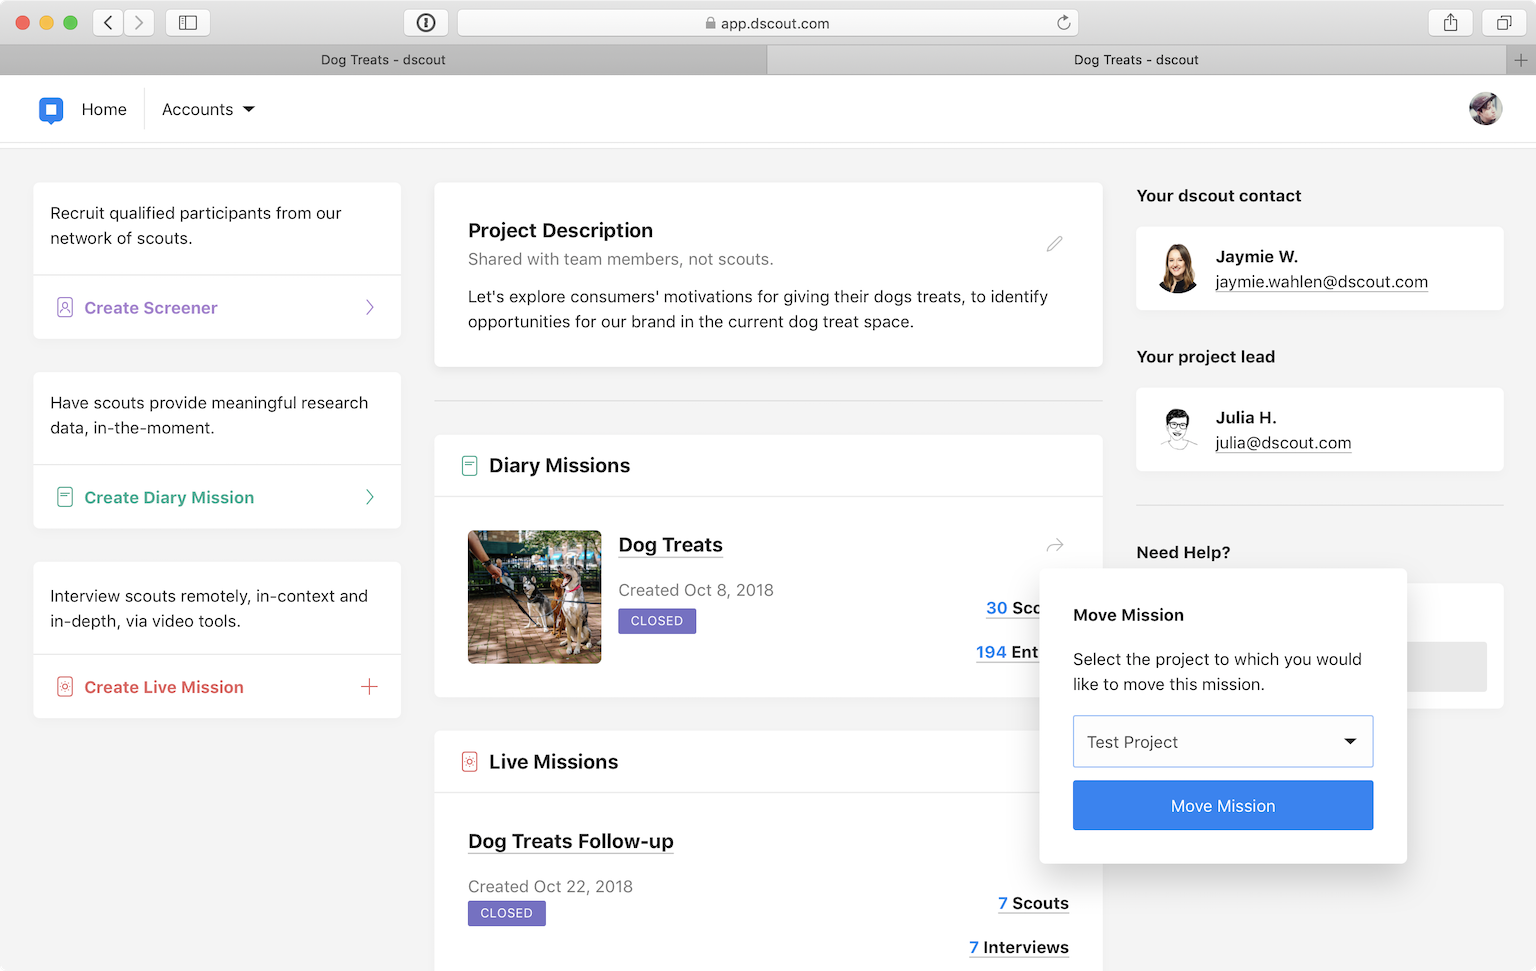 app.dscout.com
Dog Treats - dscout
Dog Treats - dscout
Home
Accounts
Recruit qualified participants from our
network of scouts.
Create Screener
Have scouts provide meaningful research
data, in-the-moment.
Create Diary Mission
Interview scouts remotely, in-context and
in-depth, via video tools.
Create Live Mission
Project Description
Shared with team members, not scouts.
Let's explore consumers' motivations for giving their dogs treats, to identify
opportunities for our brand in the current dog treat space.
Diary Missions
Dog Treats
Created Oct 8, 2018
CLOSED
30 Sco
194 Ent
Live Missions
Dog Treats Follow-up
Created Oct 22, 2018
CLOSED
7 Scouts
7 Interviews
Your dscout contact
Jaymie W.
jaymie.wahlen@dscout.com
Your project lead
Julia H.
julia@dscout.com
Need Help?
Move Mission
Select the project to which you would
like to move this mission.
Test Project
Move Mission